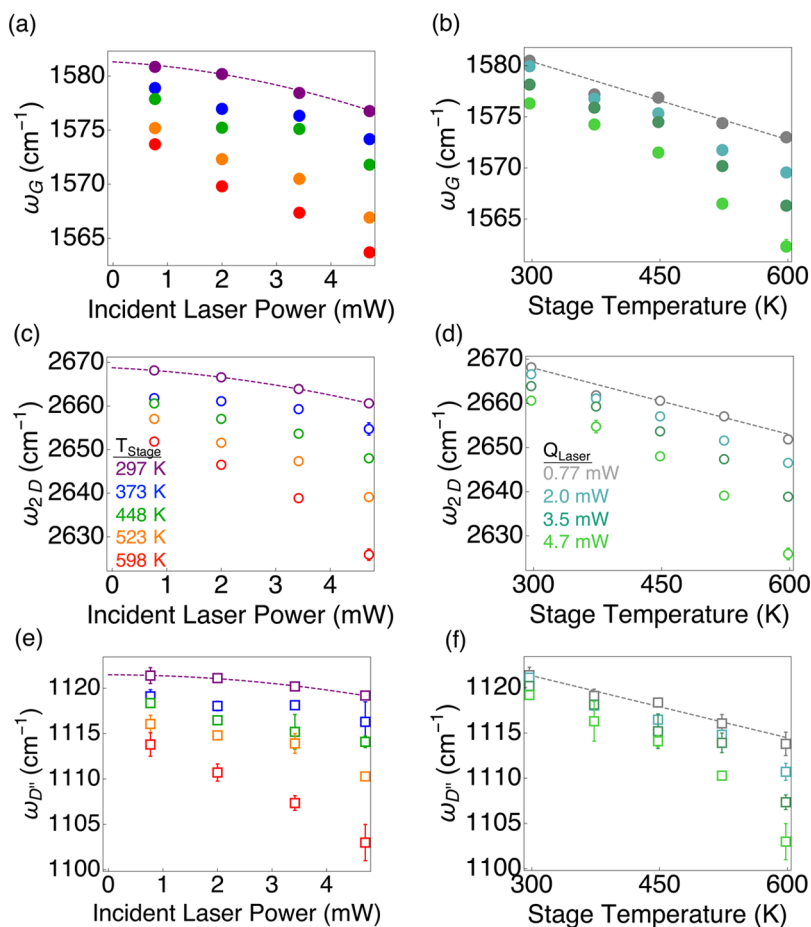 (a)
1580
1575
1570
1565
ω_G (cm⁻¹)
0 1 2 3 4
Incident Laser Power (mW)
(b)
1580
1575
1570
1565
ω_G (cm⁻¹)
300 450 600
Stage Temperature (K)
(c)
2670
2660
2650
2640
2630
ω_2D (cm⁻¹)
T_Stage
297 K
373 K
448 K
523 K
598 K
0 1 2 3 4
Incident Laser Power (mW)
(d)
2670
2660
2650
2640
2630
ω_2D (cm⁻¹)
Q_Laser
0.77 mW
2.0 mW
3.5 mW
4.7 mW
300 450 600
Stage Temperature (K)
(e)
1120
1115
1110
1105
1100
ω_D" (cm⁻¹)
0 1 2 3 4
Incident Laser Power (mW)
(f)
1120
1115
1110
1105
1100
ω_D" (cm⁻¹)
300 450 600
Stage Temperature (K)